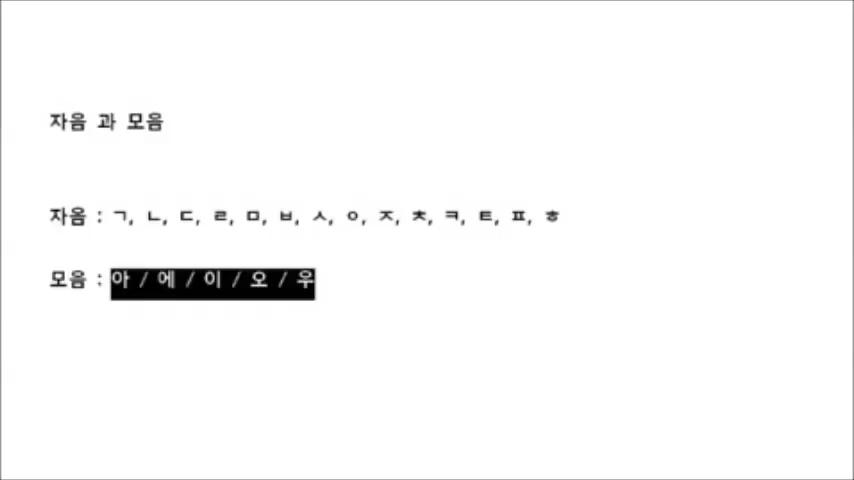 자음 과 모음
자음 : ㄱ, ㄴ, ㄷ, ㄹ, ㅁ, ㅂ, ㅅ, ㅇ, ㅈ, ㅊ, ㅋ, ㅌ, ㅍ, ㅎ
모음 : 아 / 에 / 이 / 오 / 우